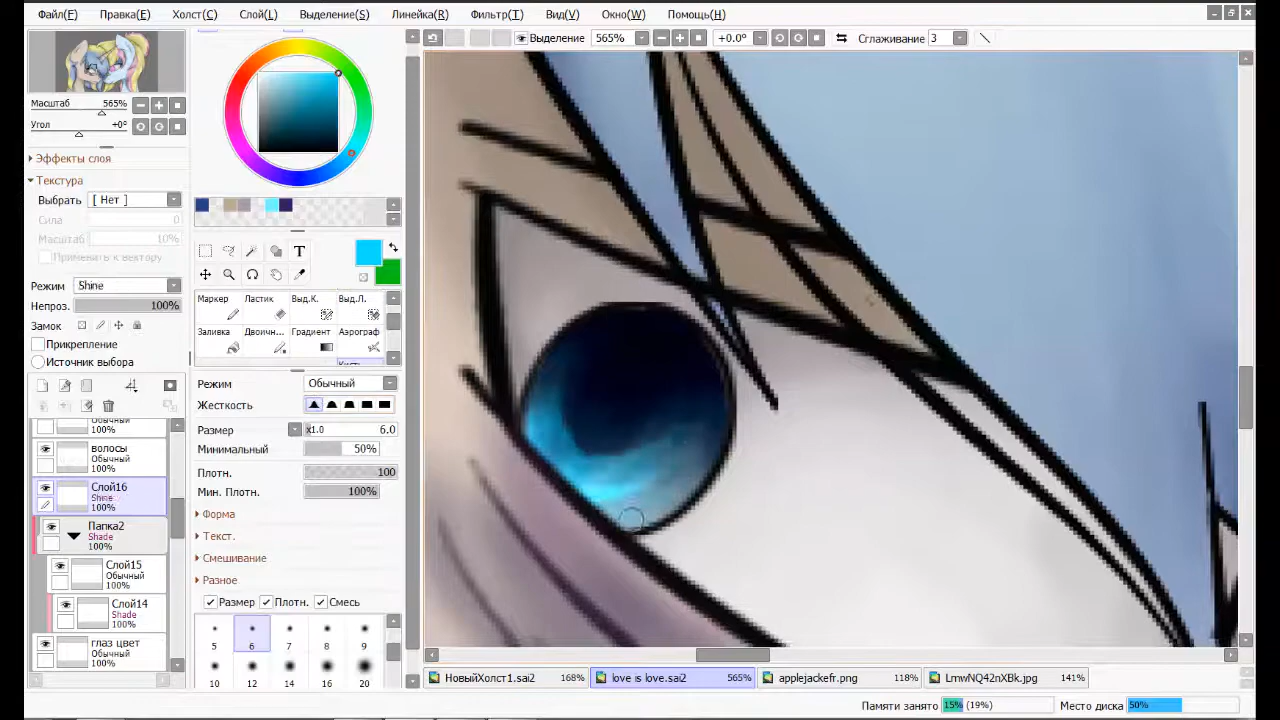 Файл(F) Правка(E) Холст(C) Слой(L) Выделение(S) Линейка(R) Фильтр(T) Вид(V) Окно(W) Помощь(H)
Выделение 565% +0.0° Сглаживание 3
Масштаб 565%
Угол +0°
Эффекты слоя
Текстура
Выбрать [ Нет ]
Сила 0
Масштаб 10%
Применить к вектору
Режим Shine
Непроз. 100%
Замок
Прикрепление
Источник выбора
Обычный
волосы
Обычный
100%
Слой16
Shine
100%
Папка2
Shade
100%
Слой15
Обычный
100%
Слой14
Shade
100%
глаз цвет
Обычный
100%
T
Маркер Ластик Выд.К. Выд.Л.
Заливка Двоичн... Градиент Аэрограф
Режим Обычный
Жесткость
Размер x1.0 6.0
Минимальный 50%
Плотн. 100
Мин. Плотн. 100%
Форма
Текст.
Смешивание
Разное
Размер Плотн. Смесь
5 6 7 8 9
10 12 14 16 20
НовыйХолст1.sai2 168% love is love.sai2 565% applejackefr.png 118% LmwNQ42nXBk.jpg 141%
Памяти занято 15% (19%) Место диска 50%